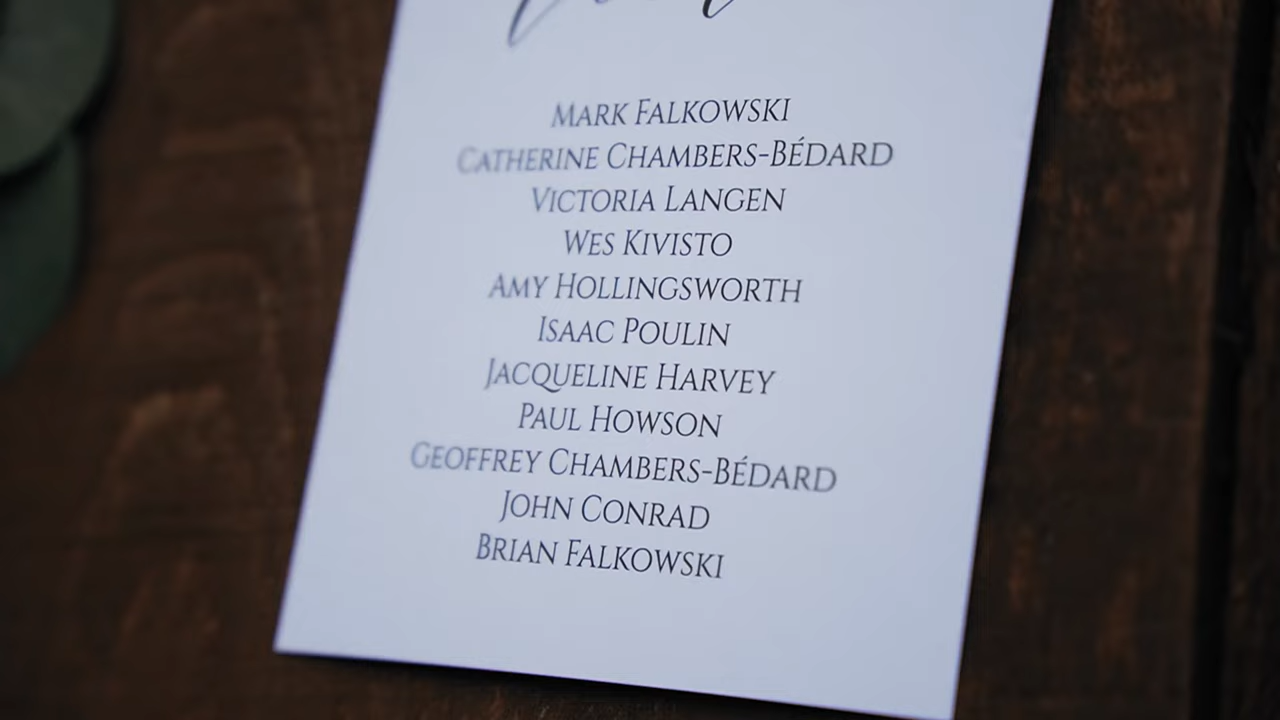 MARK FALKOWSKI
CATHERINE CHAMBERS-BÉDARD
VICTORIA LANGEN
WES KIVISTO
AMY HOLLINGSWORTH
ISAAC POULIN
JACQUELINE HARVEY
PAUL HOWSON
GEOFFREY CHAMBERS-BÉDARD
JOHN CONRAD
BRIAN FALKOWSKI